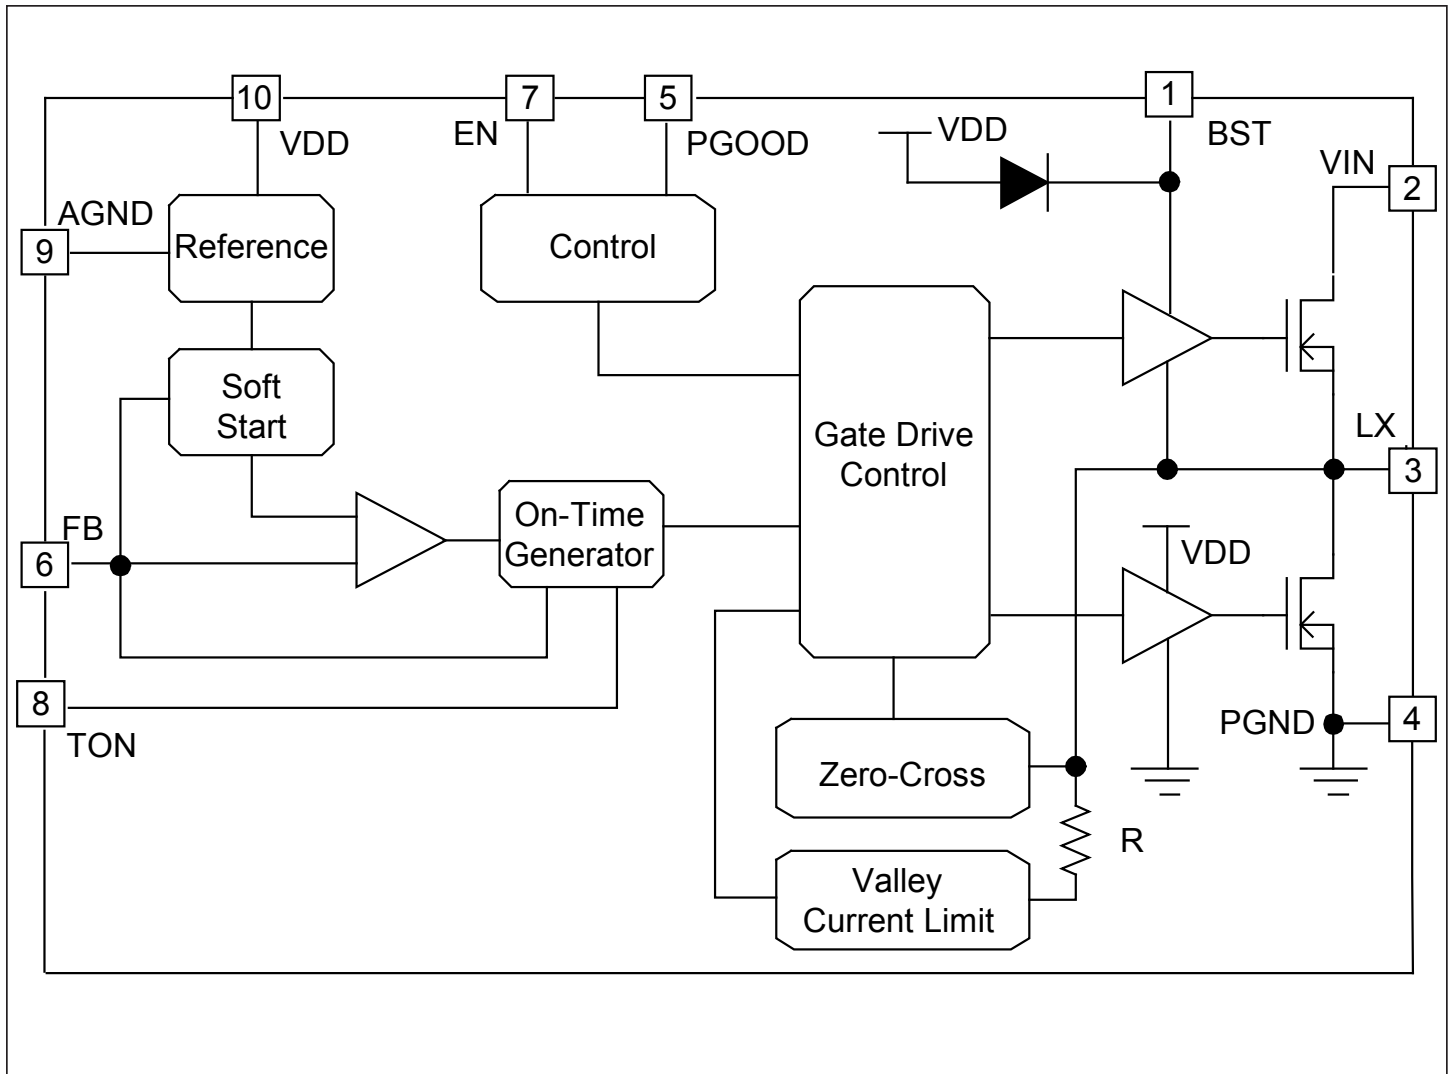 10
7
5
1
VDD
EN
PGOOD
VDD
BST
VIN
2
AGND
9
Reference
Control
Soft
Start
Gate Drive
Control
LX
3
FB
6
On-Time
Generator
VDD
8
TON
PGND
4
Zero-Cross
R
Valley
Current Limit